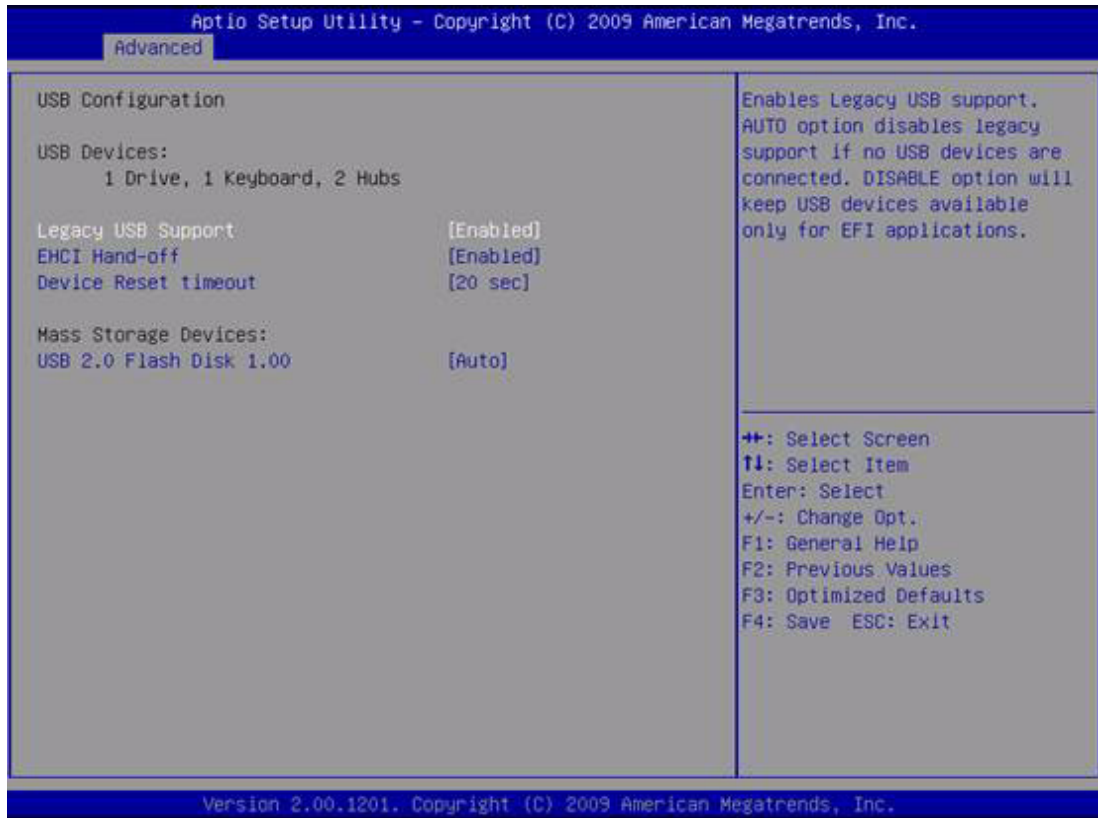 Aptio Setup Utility - Copyright (C) 2009 American Megatrends, Inc.
Advanced
USB Configuration
USB Devices:
1 Drive, 1 Keyboard, 2 Hubs
Legacy USB Support [Enabled]
EHCI Hand-off [Enabled]
Device Reset timeout [20 sec]
Mass Storage Devices:
USB 2.0 Flash Disk 1.00 [Auto]
Enables Legacy USB support.
AUTO option disables legacy
support if no USB devices are
connected. DISABLE option will
keep USB devices available
only for EFI applications.
→←: Select Screen
↑↓: Select Item
Enter: Select
+/-: Change Opt.
F1: General Help
F2: Previous Values
F3: Optimized Defaults
F4: Save ESC: Exit
Version 2.00.1201. Copyright (C) 2009 American Megatrends, Inc.